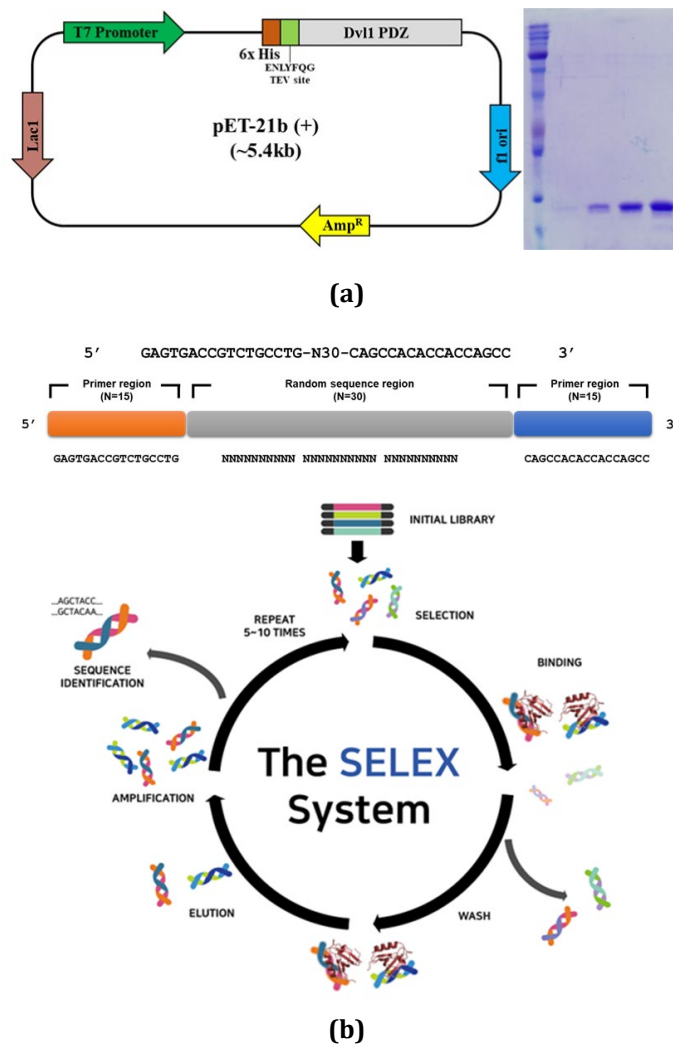 T7 Promoter
Dvl1 PDZ
6x His
ENLYFQG
TEV site
pET-21b (+)
(~5.4kb)
Lac1
f1 ori
AmpR
(a)
5’ GAGTGACCGTCTGCCTG-N30-CAGCCACACCACCAGCC 3’
Primer region
(N=15)
Random sequence region
(N=30)
Primer region
(N=15)
5’
3
GAGTGACCGTCTGCCTG NNNNNNNNNN NNNNNNNNNN NNNNNNNNNN CAGCCACACCACCAGCC
INITIAL LIBRARY
SELECTION
REPEAT
5~10 TIMES
...AGCTACC...
...GCTACAA...
SEQUENCE
IDENTIFICATION
BINDING
The SELEX
System
AMPLIFICATION
ELUTION
WASH
(b)